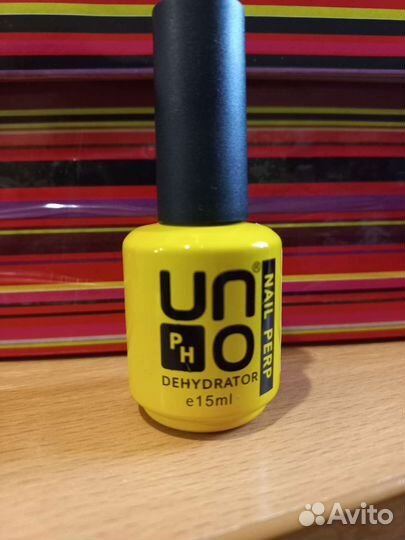 UNO
PH
DEHYDRATOR
e15ml
NAIL PERP
Avito